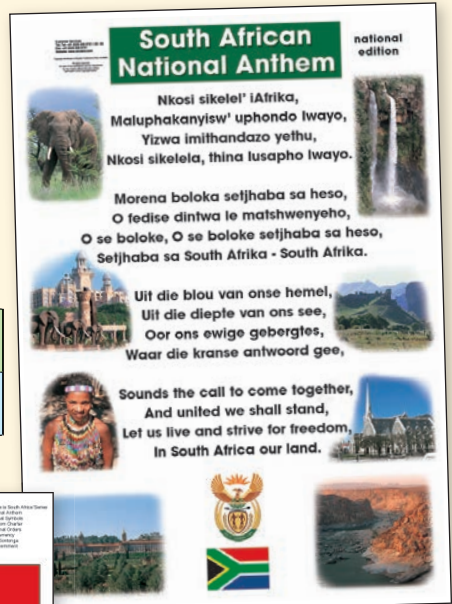 South African
National Anthem
national
edition
Nkosi sikelel' iAfrika,
Maluphakanyisw' uphondo lwayo,
Yizwa imithandazo yethu,
Nkosi sikelela, thina lusapho lwayo.
Morena boloka setjhaba sa heso,
O fedise dintwa le matshwenyeho,
O se boloke, O se boloke setjhaba sa heso,
Setjhaba sa South Afrika - South Afrika.
Uit die blou van onse hemel,
Uit die diepte van ons see,
Oor ons ewige gebergtes,
Waar die kranse antwoord gee,
Sounds the call to come together,
And united we shall stand,
Let us live and strive for freedom,
In South Africa our land.